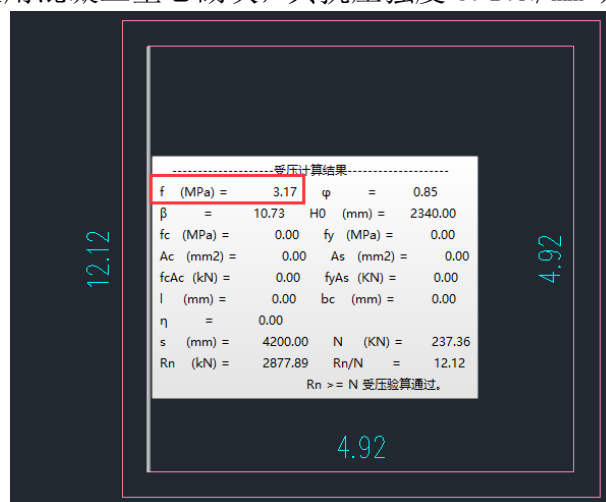 -------------------受压计算结果-------------------
f (MPa) = 3.17 φ = 0.85
β = 10.73 H0 (mm) = 2340.00
fc (MPa) = 0.00 fy (MPa) = 0.00
Ac (mm2) = 0.00 As (mm2) = 0.00
fcAc (kN) = 0.00 fyAs (KN) = 0.00
l (mm) = 0.00 bc (mm) = 0.00
η = 0.00
s (mm) = 4200.00 N (KN) = 237.36
Rn (kN) = 2877.89 Rn/N = 12.12
Rn >= N 受压验算通过。
12.12
4.92
4.92